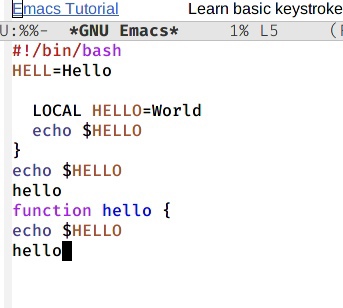 Emacs Tutorial Learn basic keystroke
U:%%- *GNU Emacs* 1% L5 (F
#!/bin/bash
HELL=Hello
LOCAL HELLO=World
echo $HELLO
}
echo $HELLO
hello
function hello {
echo $HELLO
hello